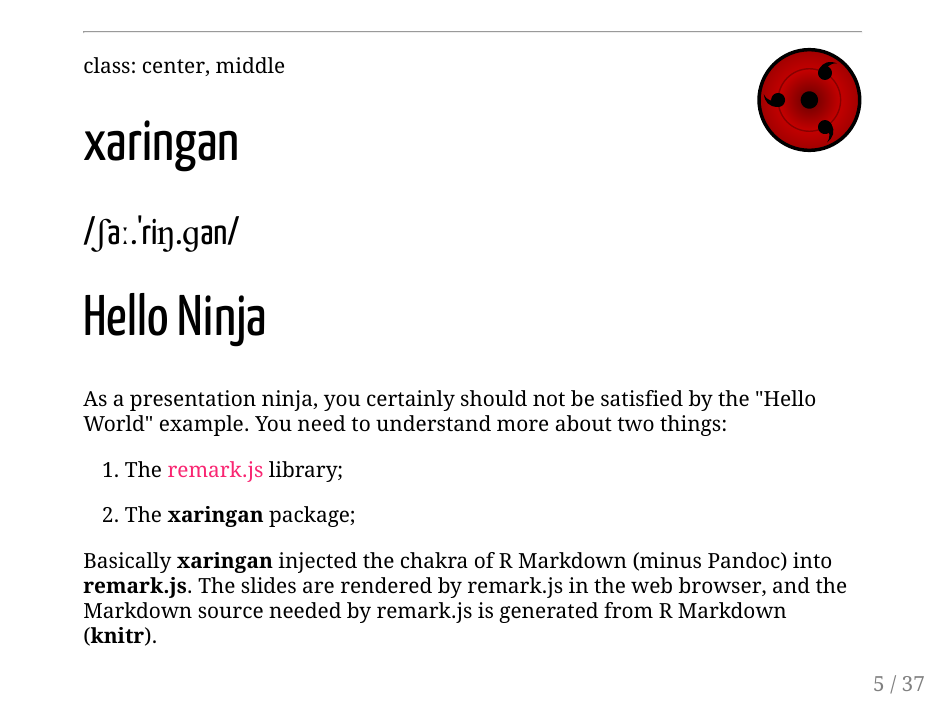 class: center, middle
xaringan
/ʃaː.ˈriŋ.ɡan/
Hello Ninja
As a presentation ninja, you certainly should not be satisfied by the "Hello
World" example. You need to understand more about two things:
1. The remark.js library;
2. The xaringan package;
Basically xaringan injected the chakra of R Markdown (minus Pandoc) into
remark.js. The slides are rendered by remark.js in the web browser, and the
Markdown source needed by remark.js is generated from R Markdown
(knitr).
5 / 37